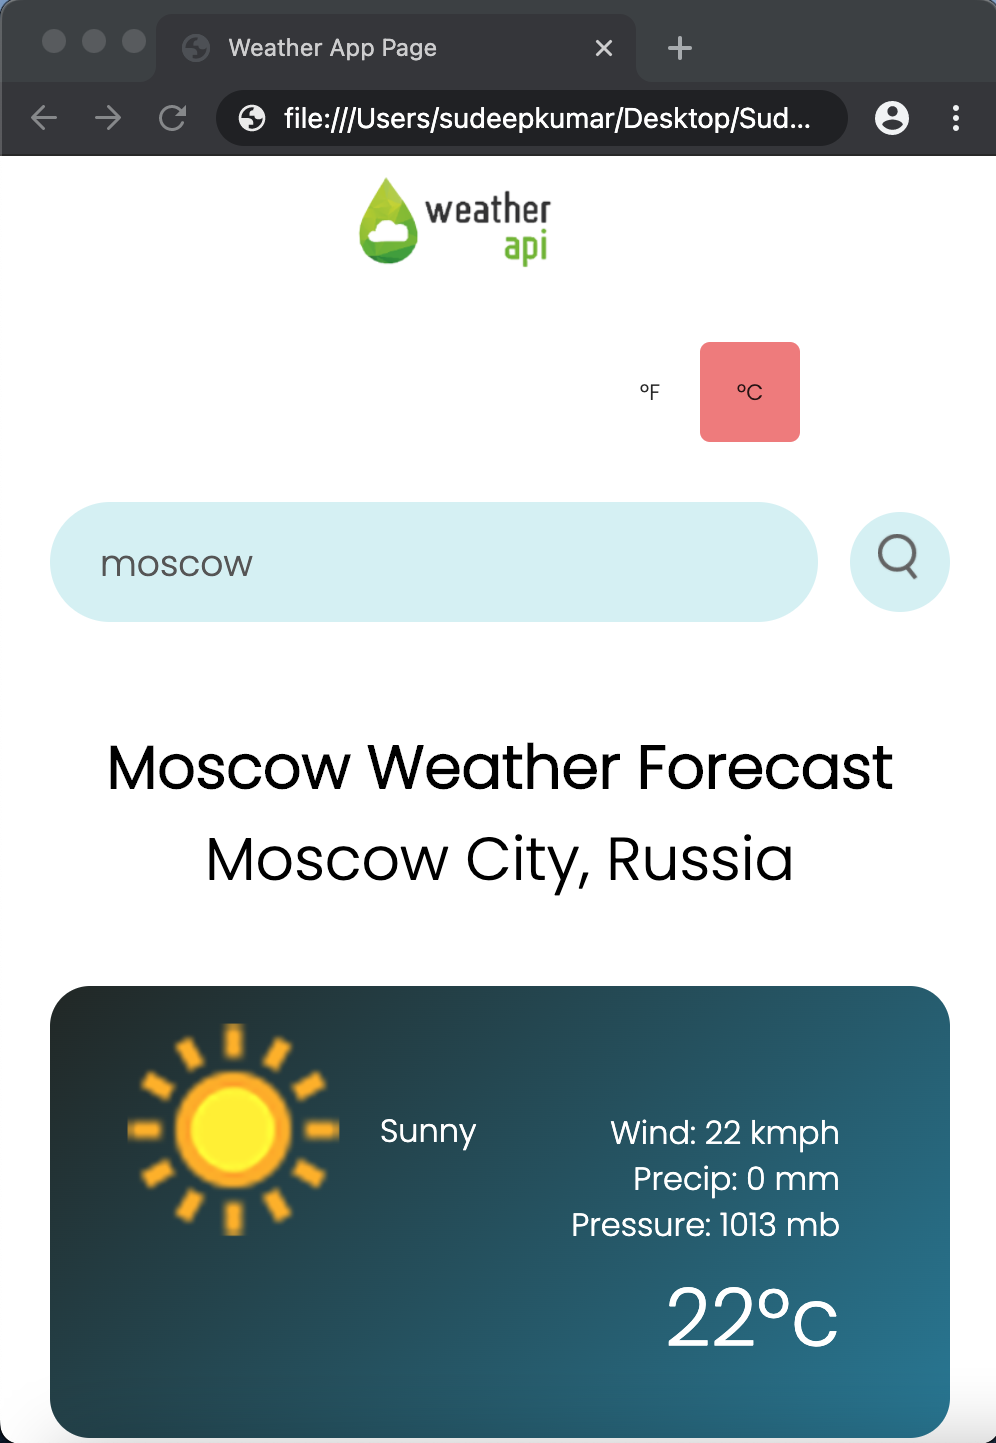 Weather App Page
file:///Users/sudeepkumar/Desktop/Sud...
weather
api
°F
°C
moscow
Moscow Weather Forecast
Moscow City, Russia
Sunny
Wind: 22 kmph
Precip: 0 mm
Pressure: 1013 mb
22°c